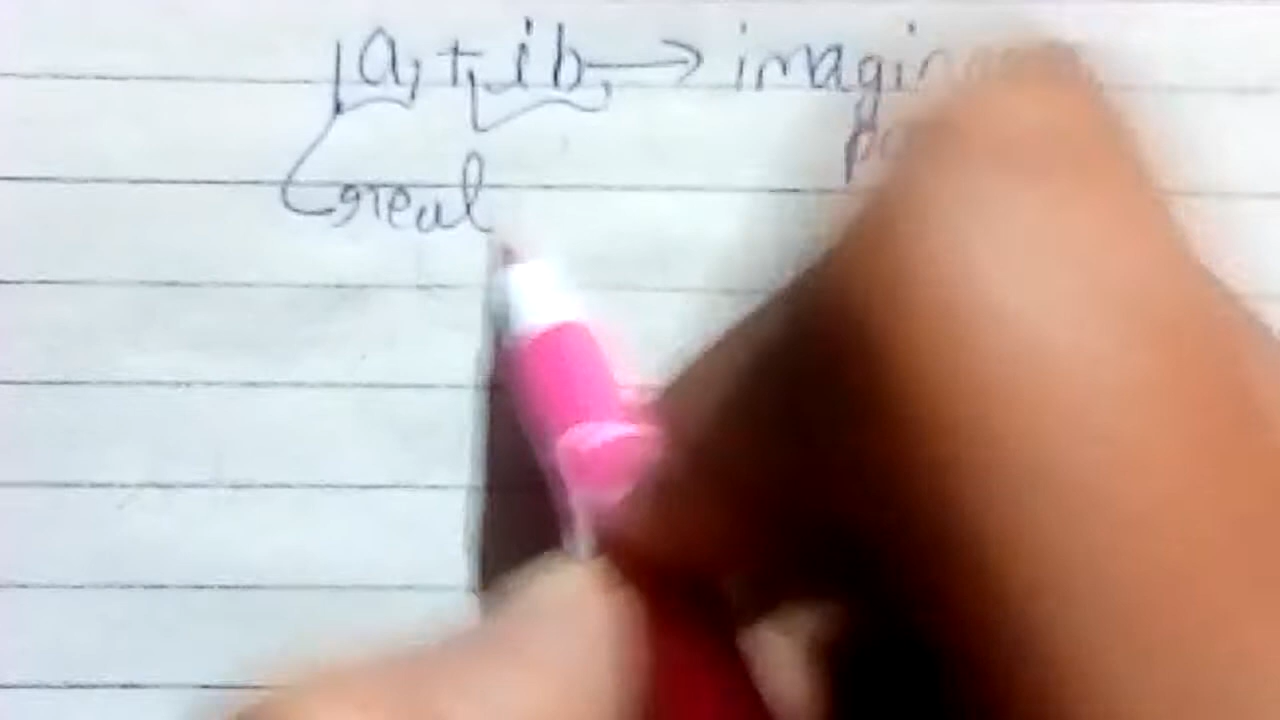 a + ib → imagi
real